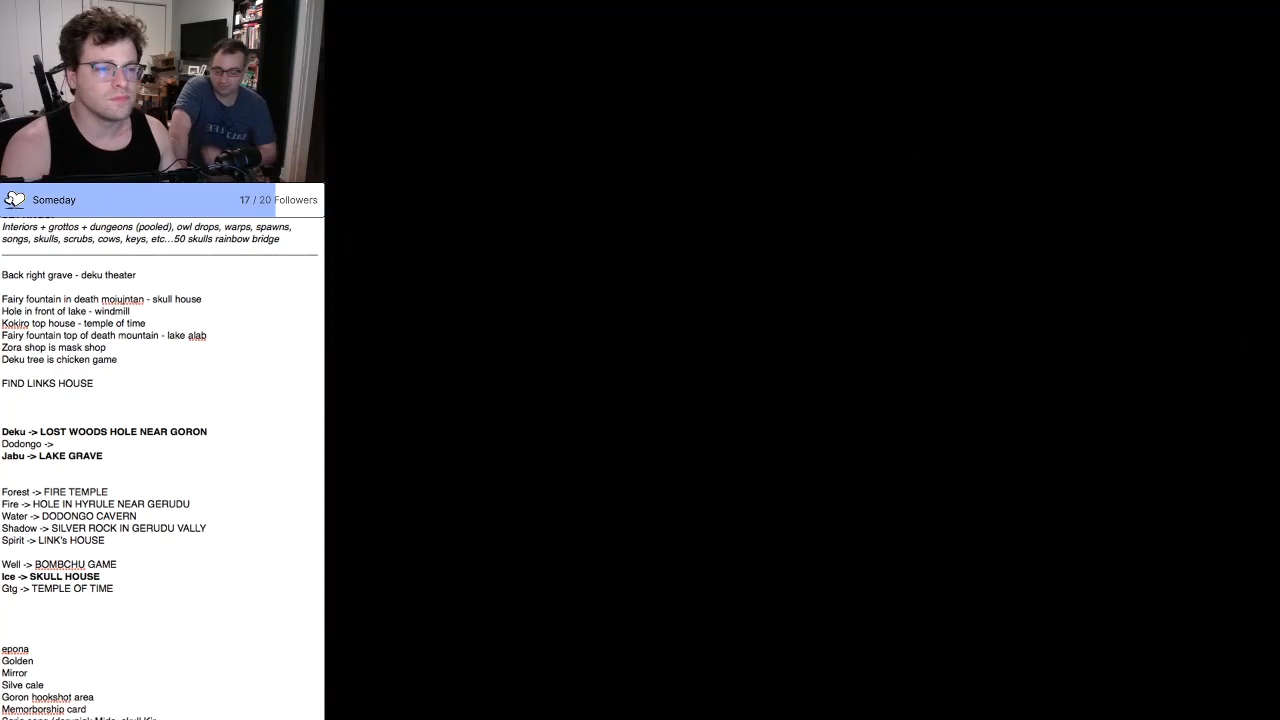 Someday
17 / 20 Followers
Interiors + grottos + dungeons (pooled), owl drops, warps, spawns,
songs, skulls, scrubs, cows, keys, etc...50 skulls rainbow bridge
Back right grave - deku theater
Fairy fountain in death moiujntan - skull house
Hole in front of lake - windmill
Kokiro top house - temple of time
Fairy fountain top of death mountain - lake alab
Zora shop is mask shop
Deku tree is chicken game
FIND LINKS HOUSE
Deku -> LOST WOODS HOLE NEAR GORON
Dodongo ->
Jabu -> LAKE GRAVE
Forest -> FIRE TEMPLE
Fire -> HOLE IN HYRULE NEAR GERUDU
Water -> DODONGO CAVERN
Shadow -> SILVER ROCK IN GERUDU VALLY
Spirit -> LINK's HOUSE
Well -> BOMBCHU GAME
Ice -> SKULL HOUSE
Gtg -> TEMPLE OF TIME
epona
Golden
Mirror
Silve cale
Goron hookshot area
Memorborship card